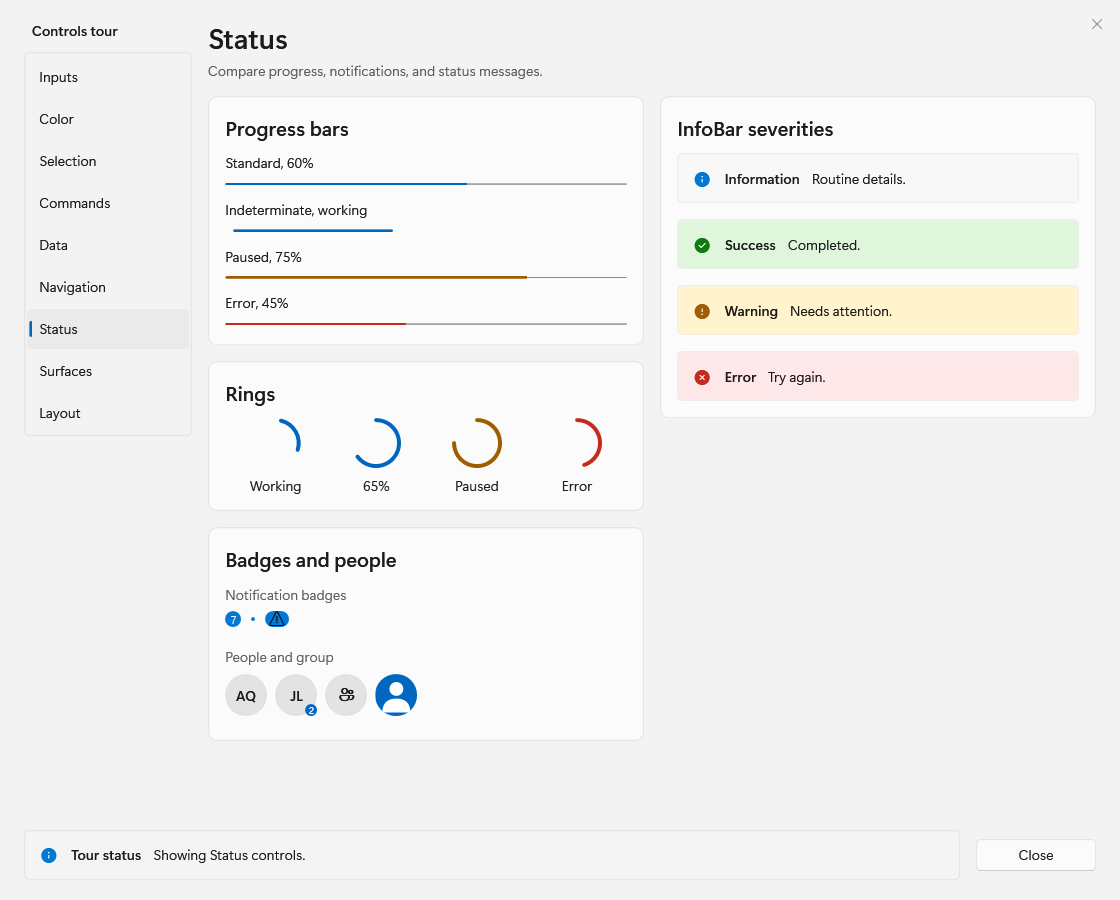 Controls tour
Inputs
Color
Selection
Commands
Data
Navigation
Status
Surfaces
Layout
Status
Compare progress, notifications, and status messages.
Progress bars
Standard, 60%
Indeterminate, working
Paused, 75%
Error, 45%
Rings
Working
65%
Paused
Error
Badges and people
Notification badges
7
People and group
AQ
JL
2
InfoBar severities
Information Routine details.
Success Completed.
Warning Needs attention.
Error Try again.
Tour status Showing Status controls.
Close